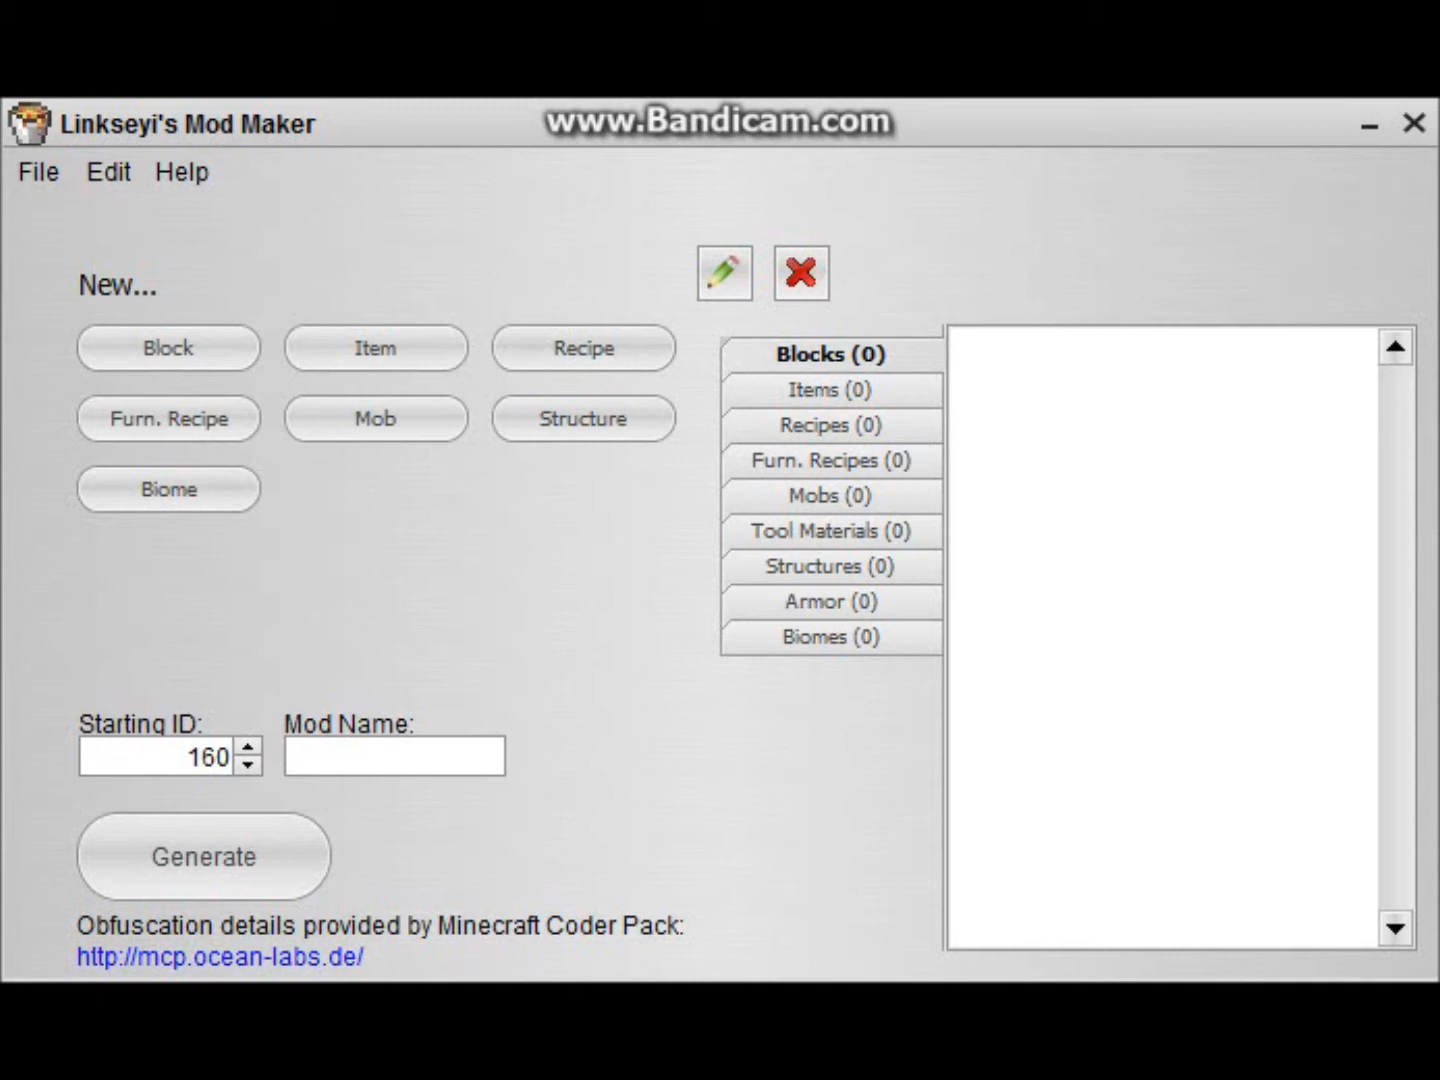 Linkseyi's Mod Maker
www.Bandicam.com
File Edit Help
New...
Block Item Recipe
Furn. Recipe Mob Structure
Biome
Blocks (0)
Items (0)
Recipes (0)
Furn. Recipes (0)
Mobs (0)
Tool Materials (0)
Structures (0)
Armor (0)
Biomes (0)
Starting ID: Mod Name:
160
Generate
Obfuscation details provided by Minecraft Coder Pack:
http://mcp.ocean-labs.de/